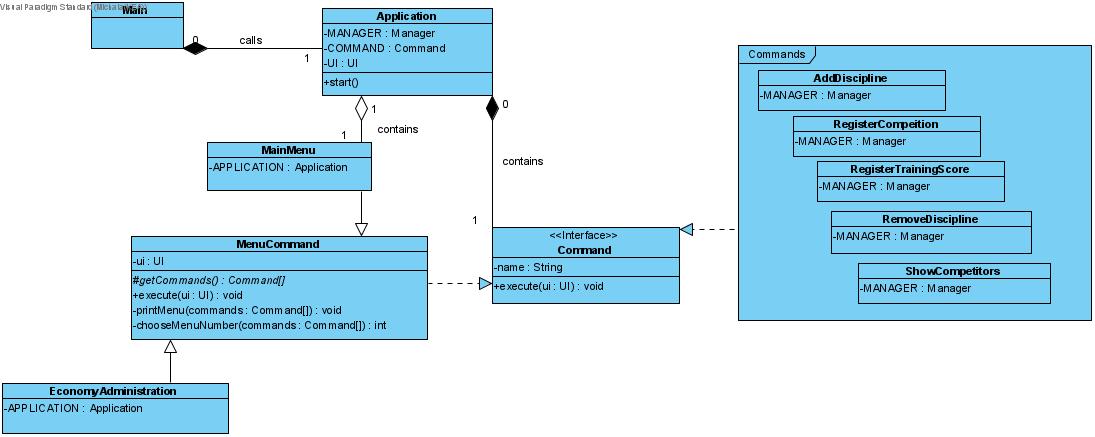 Visual Paradigm Standard
Main
0
calls
1
Application
-MANAGER : Manager
-COMMAND : Command
-UI : UI
+start()
1
contains
1
0
contains
1
MainMenu
-APPLICATION : Application
MenuCommand
-ui : UI
#getCommands() : Command[]
+execute(ui : UI) : void
-printMenu(commands : Command[]) : void
-chooseMenuNumber(commands : Command[]) : int
EconomyAdministration
-APPLICATION : Application
<<Interface>>
Command
-name : String
+execute(ui : UI) : void
Commands
AddDiscipline
-MANAGER : Manager
RegisterCompeition
-MANAGER : Manager
RegisterTrainingScore
-MANAGER : Manager
RemoveDiscipline
-MANAGER : Manager
ShowCompetitors
-MANAGER : Manager